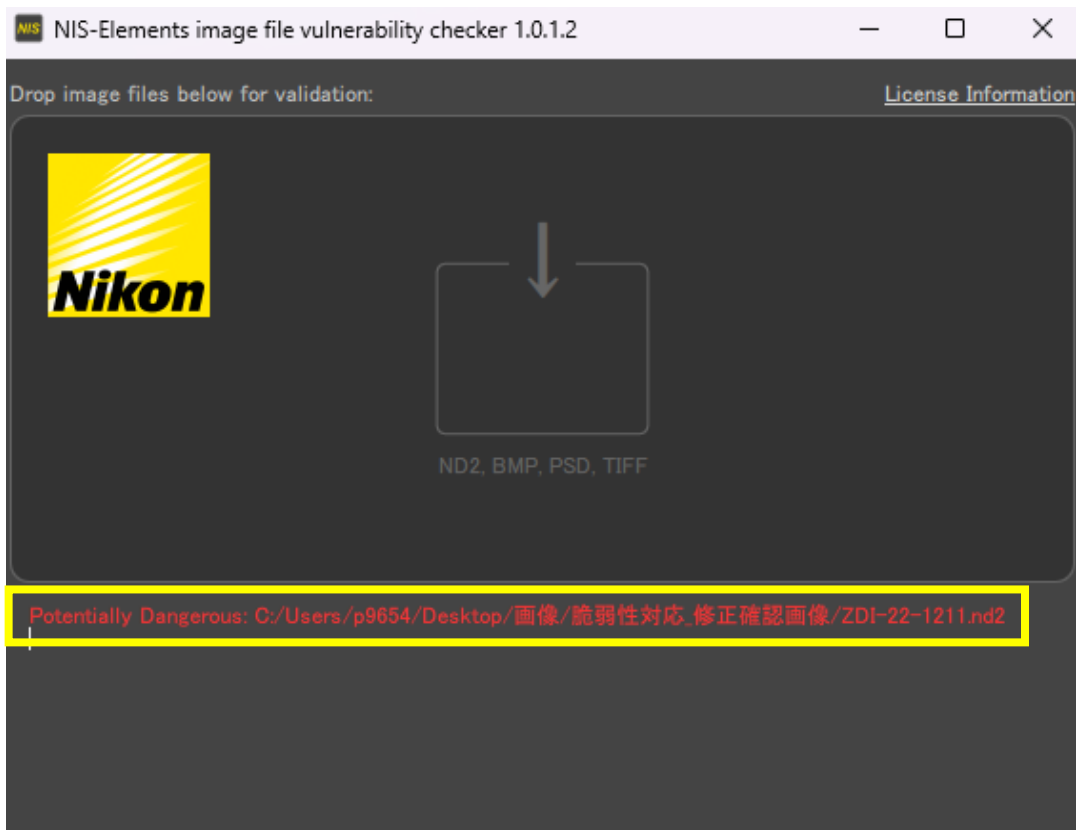 NIS NIS-Elements image file vulnerability checker 1.0.1.2
Drop image files below for validation: License Information
Nikon
ND2, BMP, PSD, TIFF
Potentially Dangerous: C:/Users/p9654/Desktop/画像/脆弱性対応_修正確認画像/ZDI-22-1211.nd2